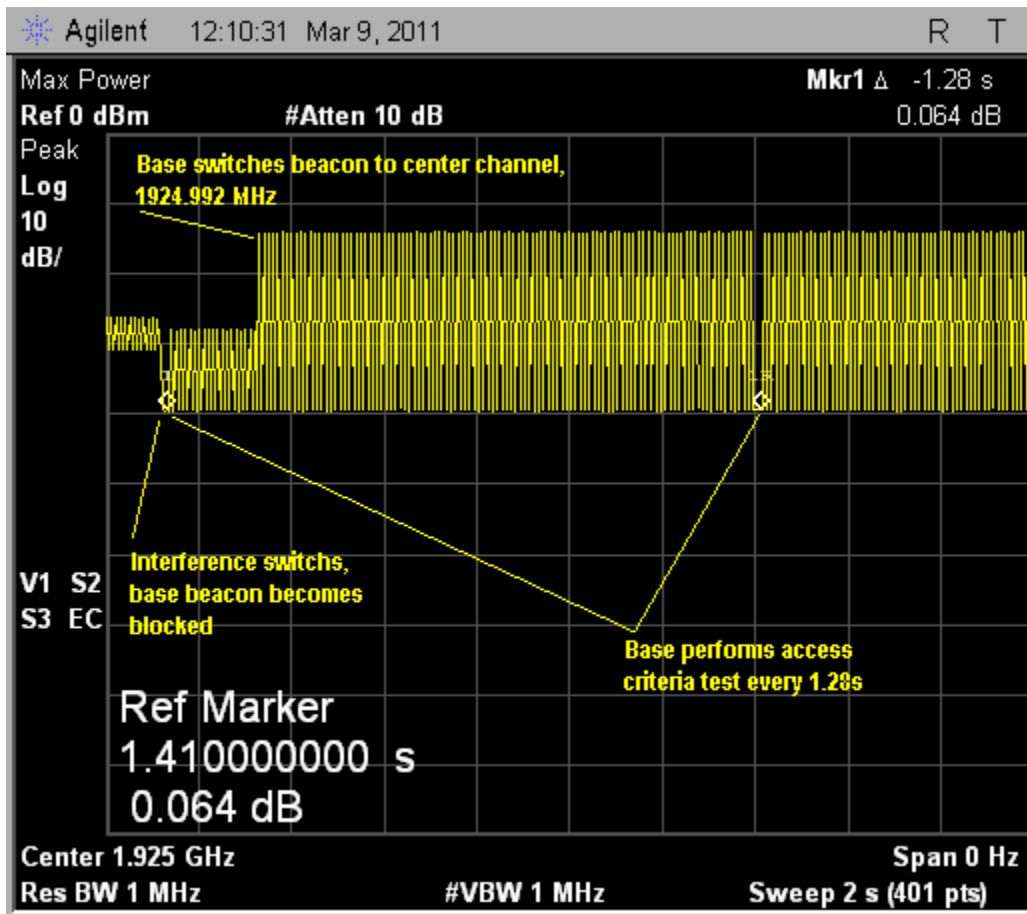 Agilent 12:10:31 Mar 9, 2011 R T
Max Power Mkr1 Δ -1.28 s
Ref 0 dBm #Atten 10 dB 0.064 dB
Peak
Log
10
dB/
Base switches beacon to center channel,
1924.992 MHz
Interference switchs,
base beacon becomes
blocked
V1 S2
S3 EC
Base performs access
criteria test every 1.28s
Ref Marker
1.410000000 s
0.064 dB
Center 1.925 GHz Span 0 Hz
Res BW 1 MHz #VBW 1 MHz Sweep 2 s (401 pts)